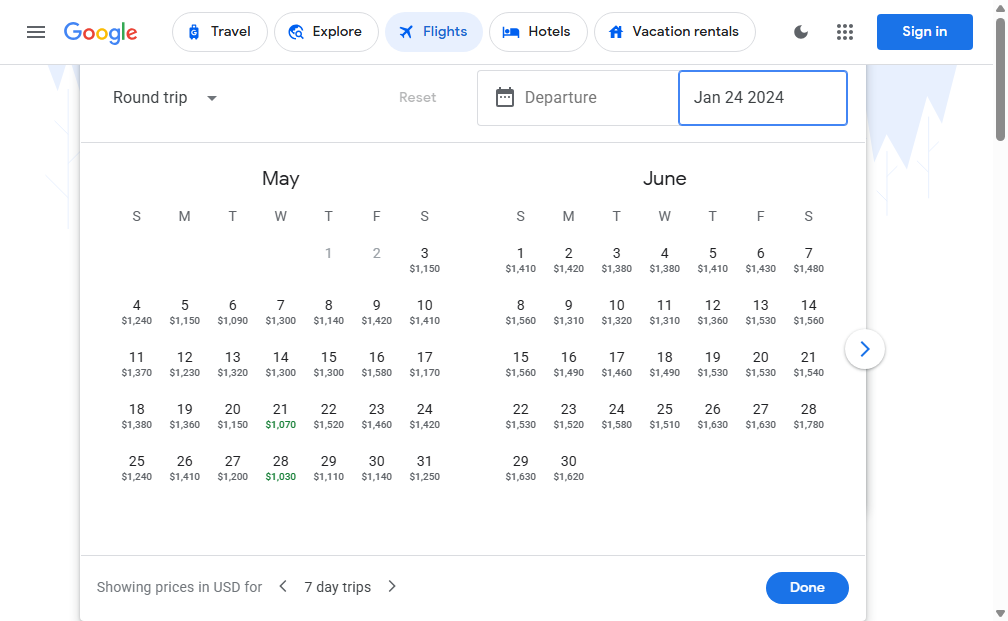 Google Travel Explore Flights Hotels Vacation rentals Sign in
Round trip Reset Departure Jan 24 2024
May
S M T W T F S
1 2 3
$1,150
4 5 6 7 8 9 10
$1,240 $1,150 $1,090 $1,300 $1,140 $1,420 $1,410
11 12 13 14 15 16 17
$1,370 $1,230 $1,320 $1,300 $1,300 $1,580 $1,170
18 19 20 21 22 23 24
$1,380 $1,360 $1,150 $1,070 $1,520 $1,460 $1,420
25 26 27 28 29 30 31
$1,240 $1,410 $1,200 $1,030 $1,110 $1,140 $1,250
June
S M T W T F S
1 2 3 4 5 6 7
$1,410 $1,420 $1,380 $1,380 $1,410 $1,430 $1,480
8 9 10 11 12 13 14
$1,560 $1,310 $1,320 $1,310 $1,360 $1,530 $1,560
15 16 17 18 19 20 21
$1,560 $1,490 $1,460 $1,490 $1,530 $1,530 $1,540
22 23 24 25 26 27 28
$1,530 $1,520 $1,580 $1,510 $1,630 $1,630 $1,780
29 30
$1,630 $1,620
Showing prices in USD for 7 day trips Done